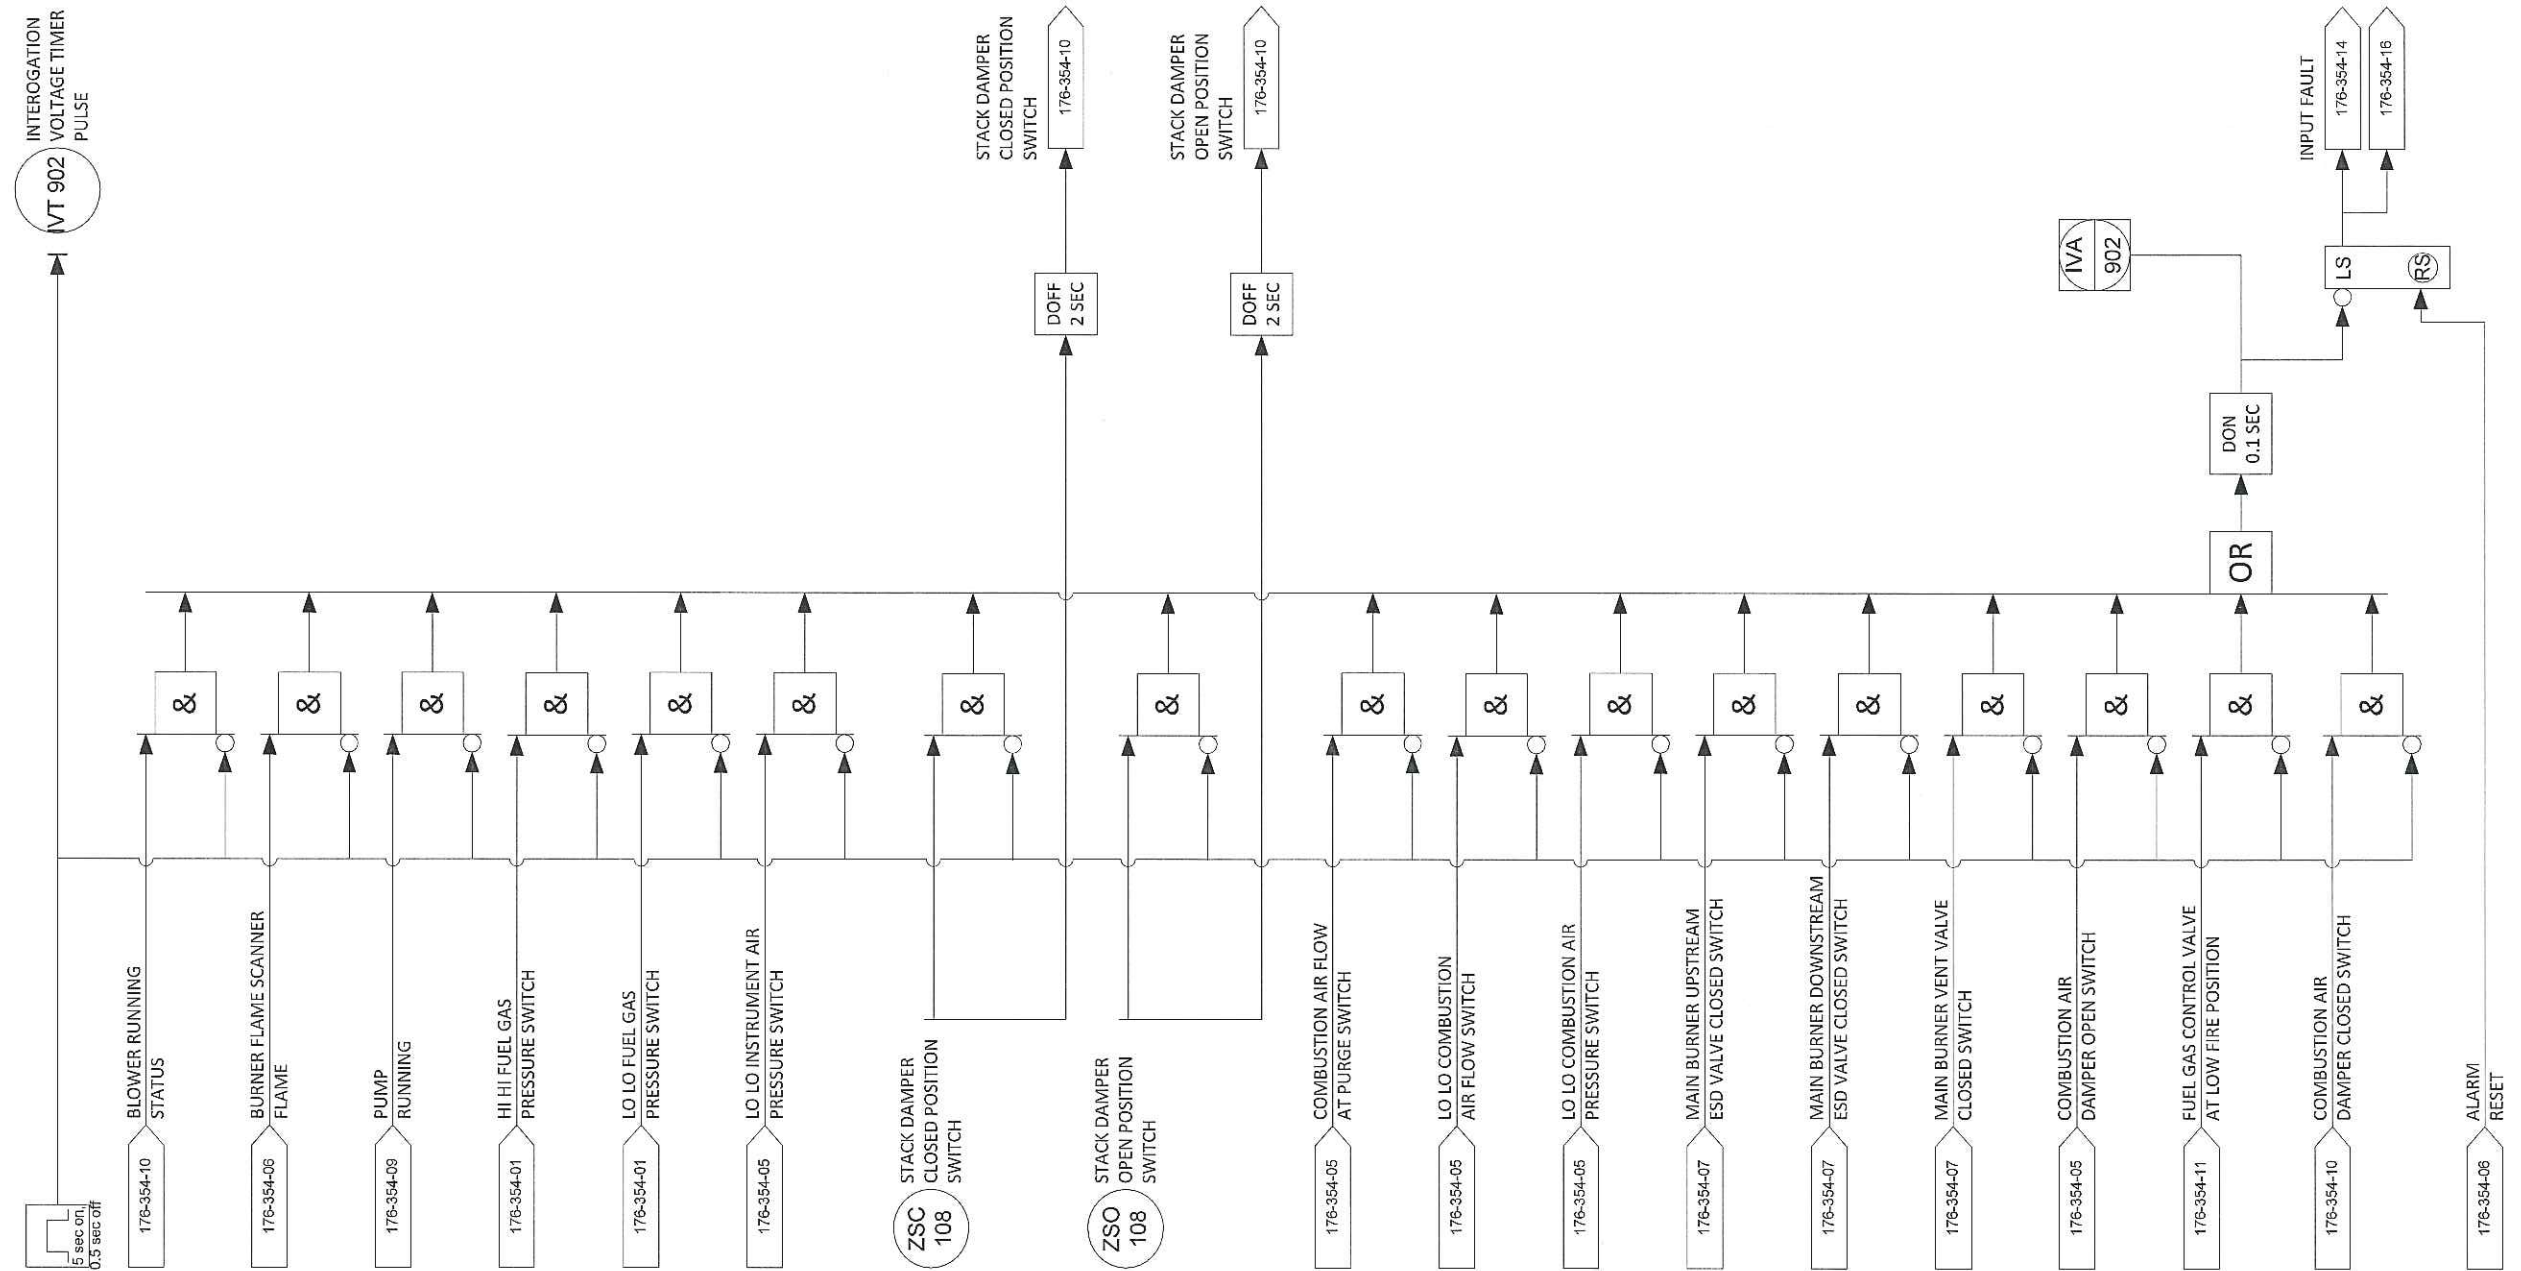 INTEROGATION
VOLTAGE TIMER
PULSE
IVT 902
5 sec on,
0.5 sec off
176-354-10
BLOWER RUNNING
STATUS
&
176-354-06
BURNER FLAME SCANNER
FLAME
&
176-354-09
PUMP
RUNNING
&
176-354-01
HI HI FUEL GAS
PRESSURE SWITCH
&
176-354-01
LO LO FUEL GAS
PRESSURE SWITCH
&
176-354-05
LO LO INSTRUMENT AIR
PRESSURE SWITCH
&
ZSC
108
STACK DAMPER
CLOSED POSITION
SWITCH
&
DOFF
2 SEC
STACK DAMPER
CLOSED POSITION
SWITCH
176-354-10
ZSO
108
STACK DAMPER
OPEN POSITION
SWITCH
&
DOFF
2 SEC
STACK DAMPER
OPEN POSITION
SWITCH
176-354-10
176-354-05
COMBUSTION AIR FLOW
AT PURGE SWITCH
&
176-354-05
LO LO COMBUSTION
AIR FLOW SWITCH
&
176-354-05
LO LO COMBUSTION AIR
PRESSURE SWITCH
&
176-354-07
MAIN BURNER UPSTREAM
ESD VALVE CLOSED SWITCH
&
176-354-07
MAIN BURNER DOWNSTREAM
ESD VALVE CLOSED SWITCH
&
176-354-07
MAIN BURNER VENT VALVE
CLOSED SWITCH
&
176-354-05
COMBUSTION AIR
DAMPER OPEN SWITCH
&
176-354-11
FUEL GAS CONTROL VALVE
AT LOW FIRE POSITION
&
176-354-10
COMBUSTION AIR
DAMPER CLOSED SWITCH
&
OR
DON
0.1 SEC
IVA
902
LS
RS
INPUT FAULT
176-354-14
176-354-16
176-354-06
ALARM
RESET